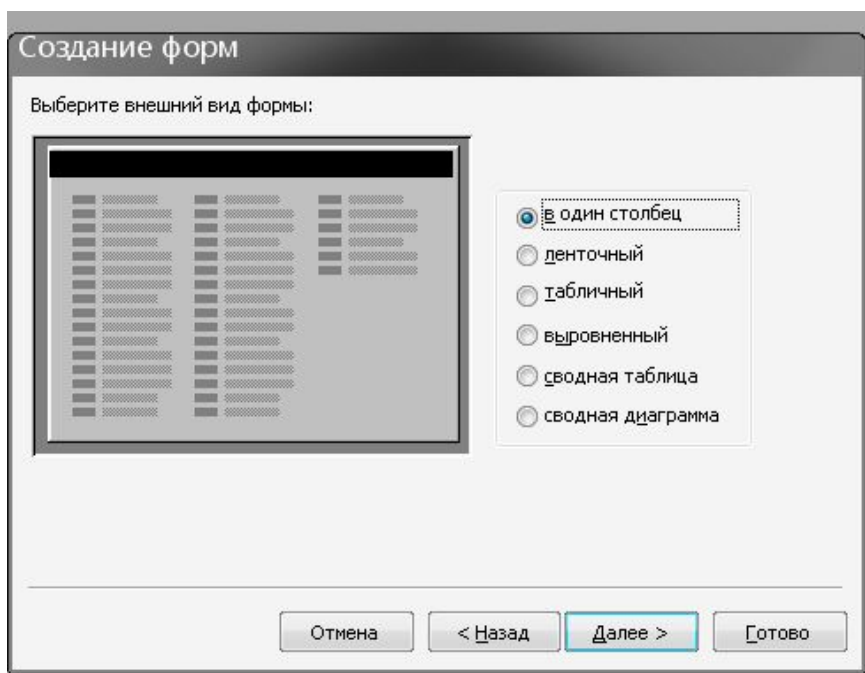 Создание форм
Выберите внешний вид формы:
в один столбец
ленточный
табличный
выровненный
сводная таблица
сводная диаграмма
Отмена
< Назад
Далее >
Готово